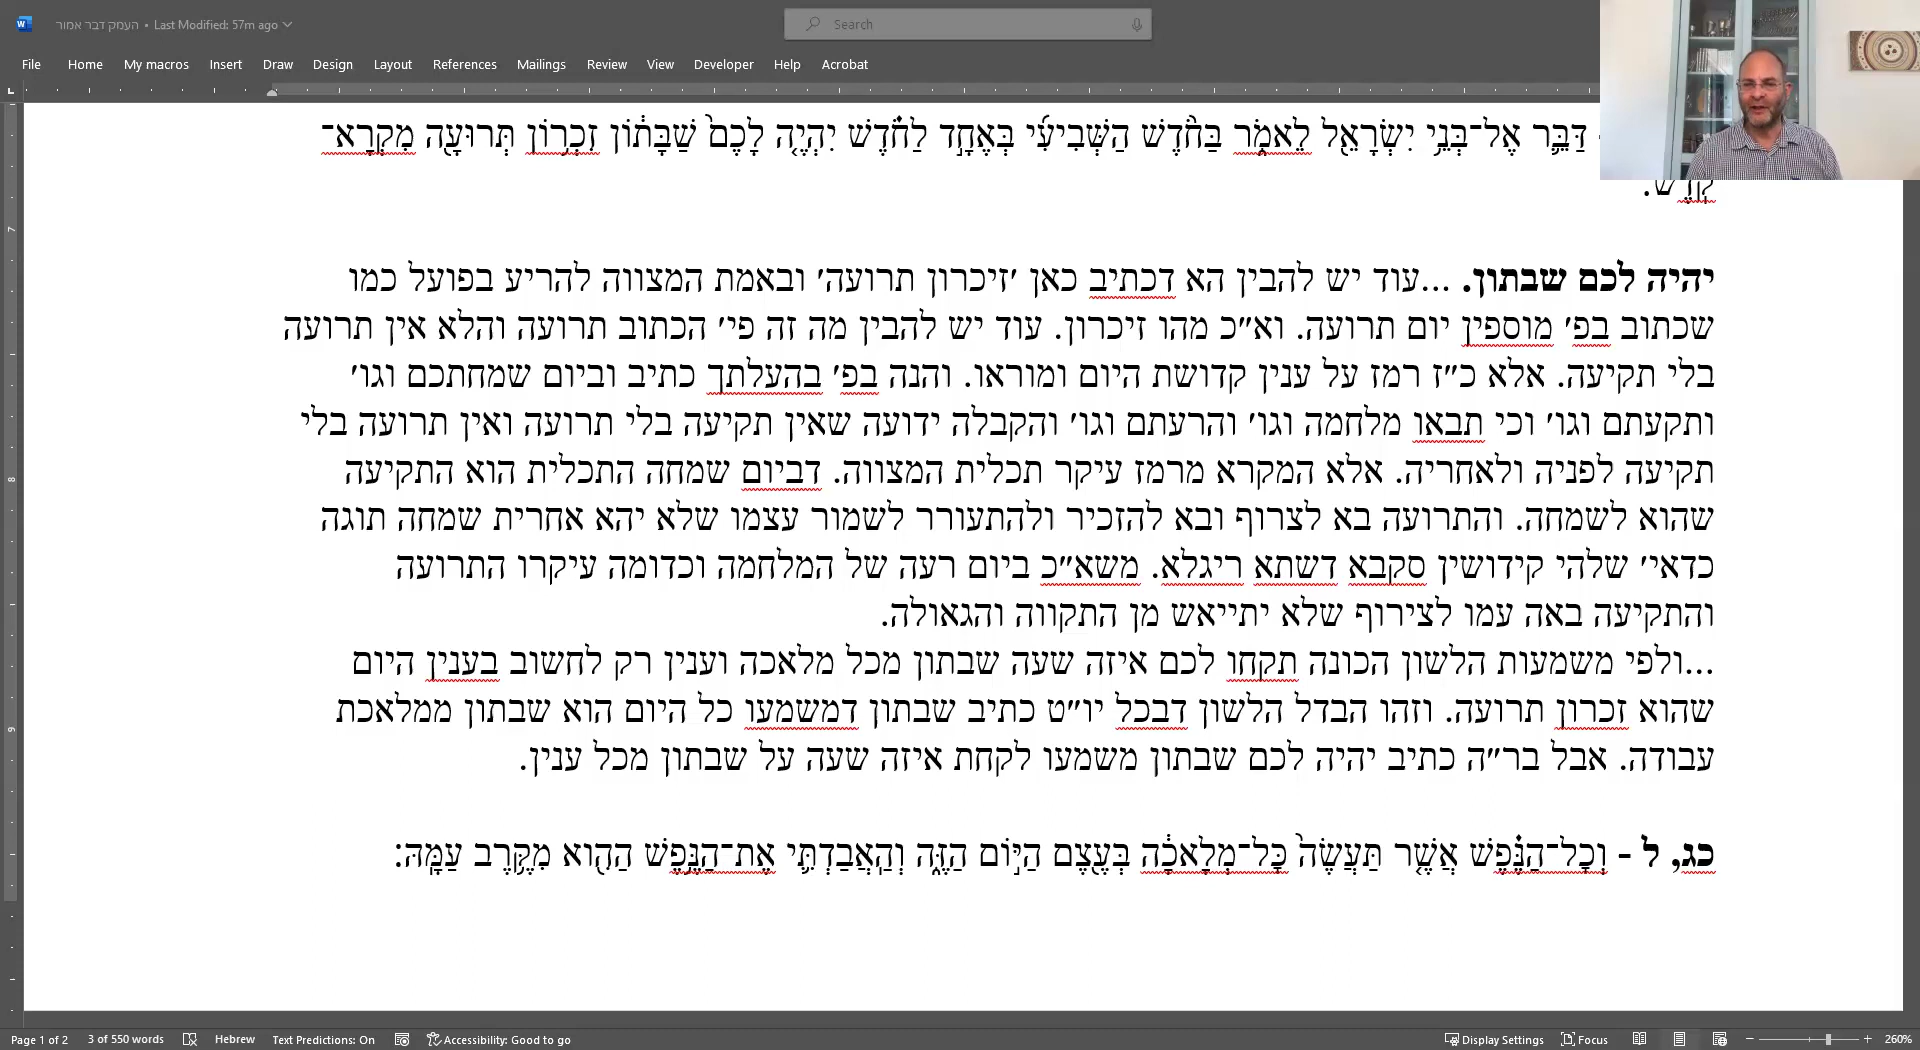 העמק דבר אמור • Last Modified: 57m ago
Search
File Home My macros Insert Draw Design Layout References Mailings Review View Developer Help Acrobat
דַּבֵּ֛ר אֶל־בְּנֵ֥י יִשְׂרָאֵ֖ל לֵאמֹ֑ר בַּחֹ֨דֶשׁ הַשְּׁבִיעִ֜י בְּאֶחָ֣ד לַחֹ֗דֶשׁ יִהְיֶ֤ה לָכֶם֙ שַׁבָּת֔וֹן זִכְר֥וֹן תְּרוּעָ֖ה מִקְרָא־
קֹֽדֶשׁ.
יהיה לכם שבתון. ...עוד יש להבין הא דכתיב כאן 'זיכרון תרועה' ובאמת המצווה להריע בפועל כמו
שכתוב בפ' מוספין יום תרועה. וא"כ מהו זיכרון. עוד יש להבין מה זה פי' הכתוב תרועה והלא אין תרועה
בלי תקיעה. אלא כ"ז רמז על ענין קדושת היום ומוראו. והנה בפ' בהעלתך כתיב וביום שמחתכם וגו'
ותקעתם וגו' וכי תבאו מלחמה וגו' והרעתם וגו' והקבלה ידועה שאין תקיעה בלי תרועה ואין תרועה בלי
תקיעה לפניה ולאחריה. אלא המקרא מרמז עיקר תכלית המצווה. דביום שמחה התכלית הוא התקיעה
שהוא לשמחה. והתרועה בא לצרוף ובא להזכיר ולהתעורר לשמור עצמו שלא יהא אחרית שמחה תוגה
כדאי' שלהי קידושין סקבא דשתא ריגלא. משא"כ ביום רעה של המלחמה וכדומה עיקרו התרועה
והתקיעה באה עמו לצירוף שלא יתייאש מן התקווה והגאולה.
...ולפי משמעות הלשון הכונה תקחו לכם איזה שעה שבתון מכל מלאכה וענין רק לחשוב בענין היום
שהוא זכרון תרועה. וזהו הבדל הלשון דבכל יו"ט כתיב שבתון דמשמעו כל היום הוא שבתון ממלאכת
עבודה. אבל בר"ה כתיב יהיה לכם שבתון משמעו לקחת איזה שעה על שבתון מכל ענין.
כג, ל - וְכָל־הַנֶּ֗פֶשׁ אֲשֶׁ֤ר תַּעֲשֶׂה֙ כָּל־מְלָאכָ֔ה בְּעֶ֖צֶם הַיּ֣וֹם הַזֶּ֑ה וְהַֽאֲבַדְתִּ֛י אֶת־הַנֶּ֥פֶשׁ הַהִ֖וא מִקֶּ֥רֶב עַמָּֽהּ׃
7
8
9
Page 1 of 2 3 of 550 words Hebrew Text Predictions: On Accessibility: Good to go Display Settings Focus 260%